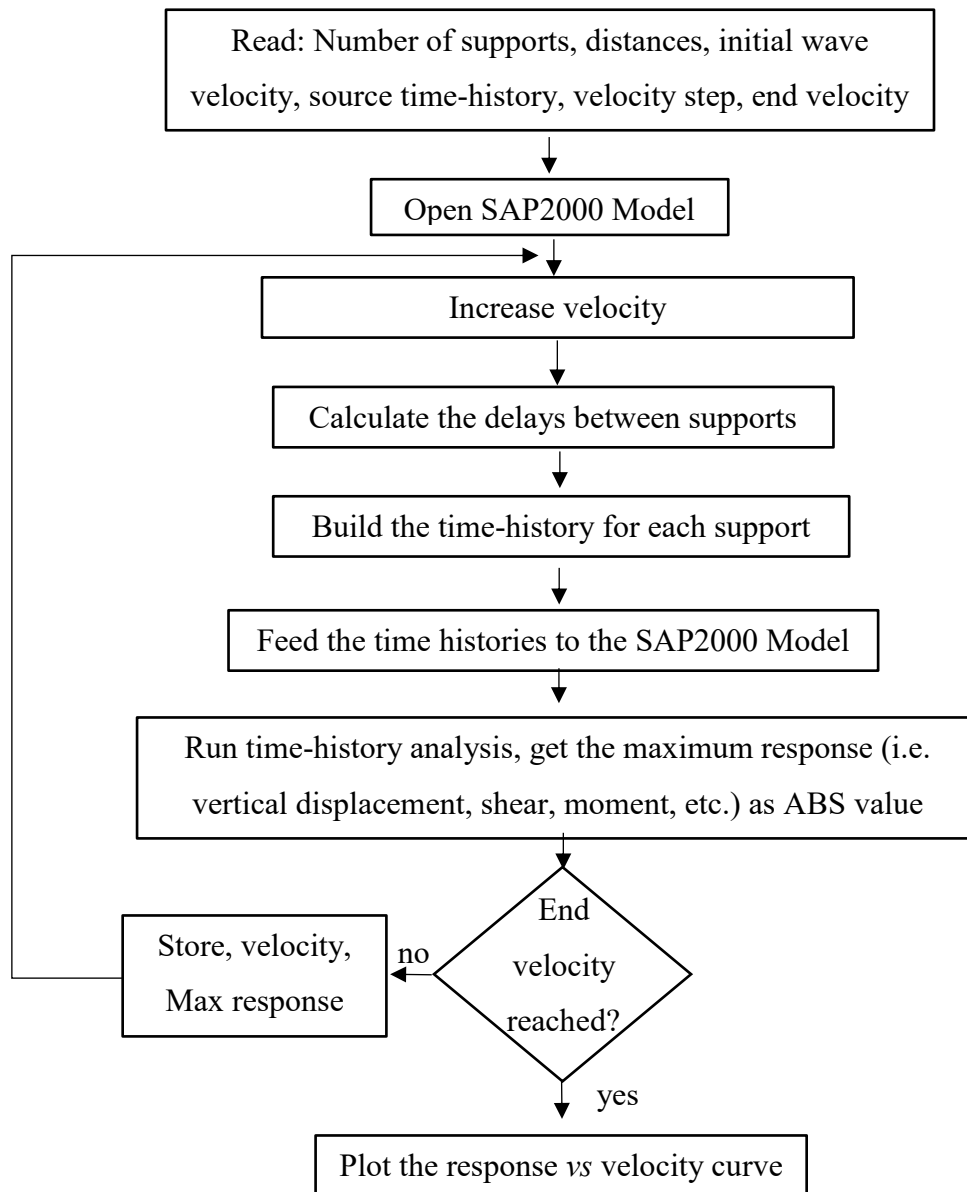 Read: Number of supports, distances, initial wave
velocity, source time-history, velocity step, end velocity
Open SAP2000 Model
Increase velocity
Calculate the delays between supports
Build the time-history for each support
Feed the time histories to the SAP2000 Model
Run time-history analysis, get the maximum response (i.e.
vertical displacement, shear, moment, etc.) as ABS value
End
velocity
reached?
no
Store, velocity,
Max response
yes
Plot the response vs velocity curve